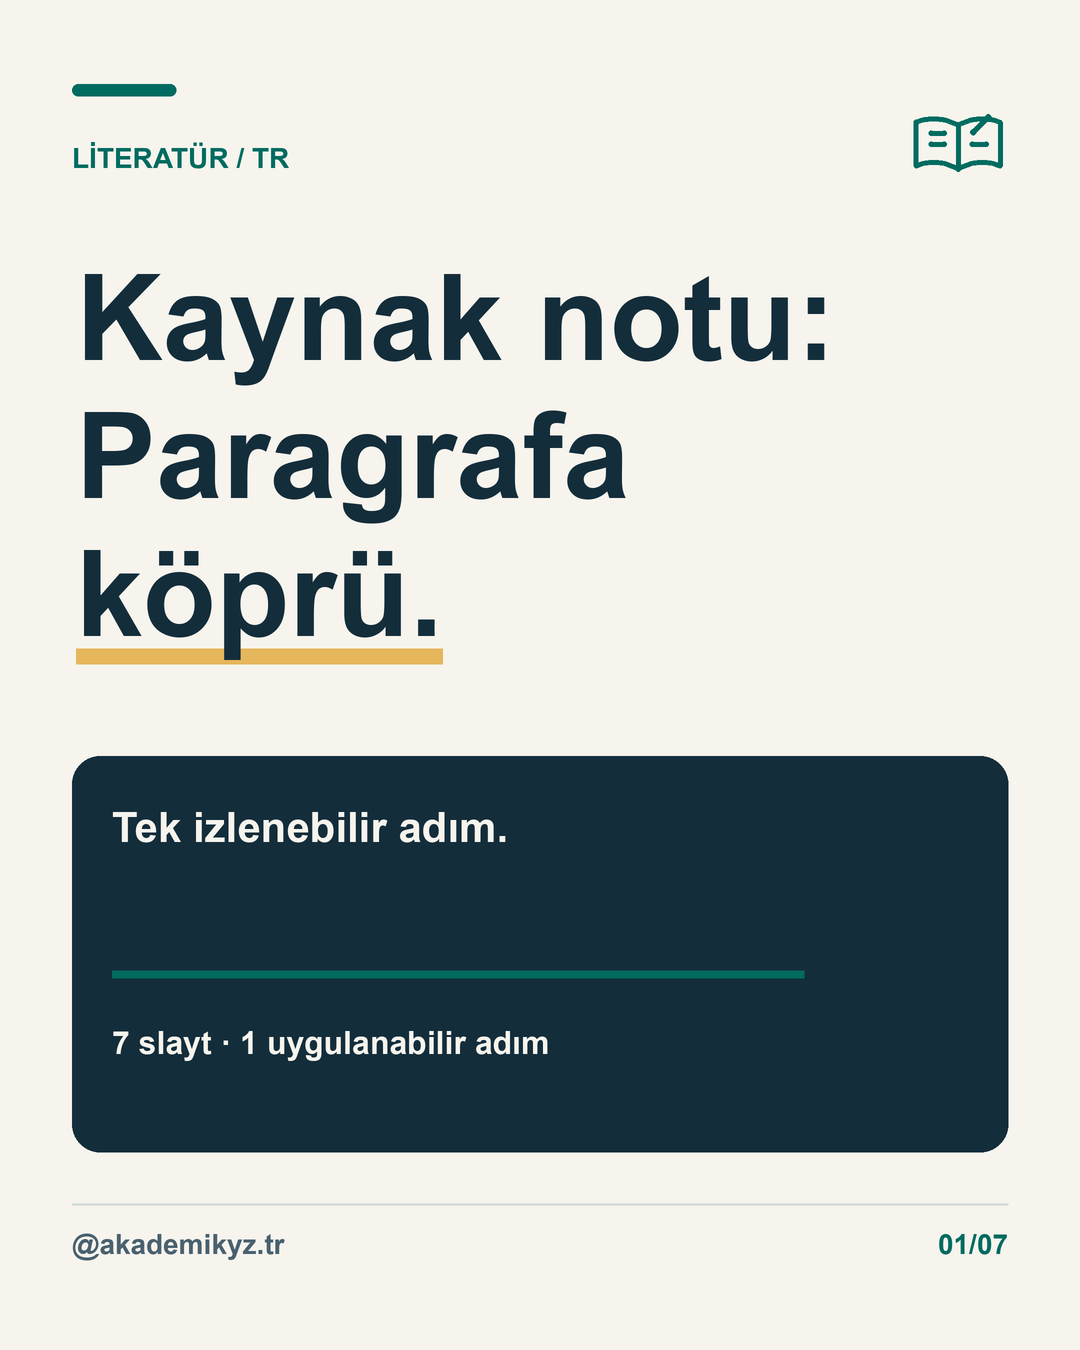 LİTERATÜR / TR
Kaynak notu:
Paragrafa
köprü.
Tek izlenebilir adım.
7 slayt · 1 uygulanabilir adım
@akademikyz.tr
01/07